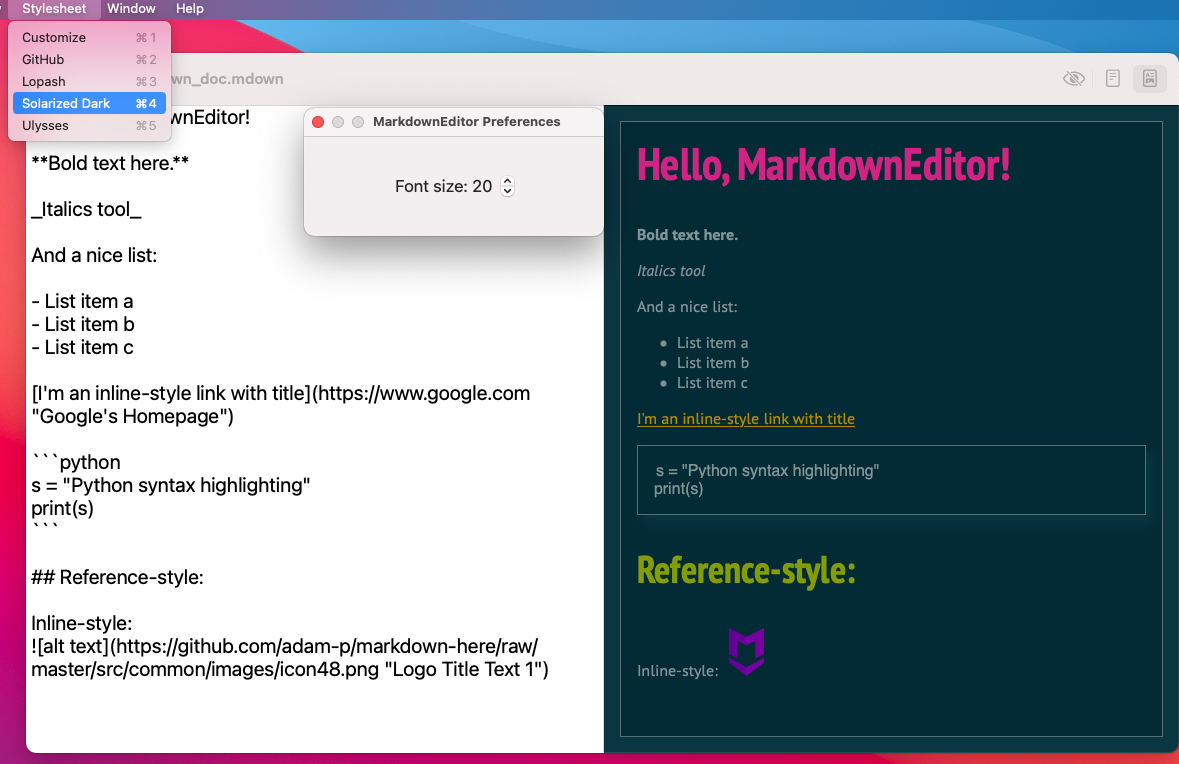 Stylesheet Window Help
Customize ⌘1
GitHub ⌘2
Lopash ⌘3
Solarized Dark ⌘4
Ulysses ⌘5
wn_doc.mdown
MarkdownEditor Preferences
Font size: 20
wnEditor!
**Bold text here.**
_Italics tool_
And a nice list:
- List item a
- List item b
- List item c
[I'm an inline-style link with title](https://www.google.com
"Google's Homepage")
```python
s = "Python syntax highlighting"
print(s)
```
## Reference-style:
Inline-style:
![alt text](https://github.com/adam-p/markdown-here/raw/
master/src/common/images/icon48.png "Logo Title Text 1")
Hello, MarkdownEditor!
Bold text here.
Italics tool
And a nice list:
• List item a
• List item b
• List item c
I'm an inline-style link with title
s = "Python syntax highlighting"
print(s)
Reference-style:
Inline-style: